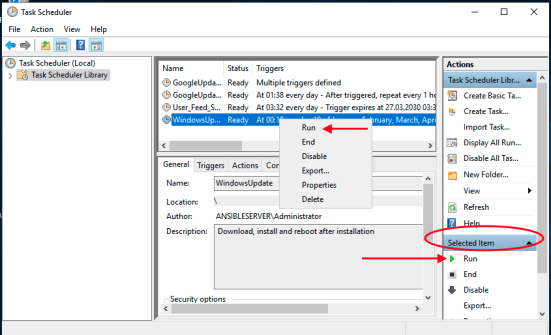 Task Scheduler
File Action View Help
Task Scheduler (Local)
Task Scheduler Library
Name Status Triggers
GoogleUpda... Ready Multiple triggers defined
GoogleUpda... Ready At 01:38 every day - After triggered, repeat every 1 h
User_Feed_S... Ready At 03:32 every day - Trigger expires at 27.03.2030 03:3
WindowsUp... Ready At 00:1 February, March, Apri
Run
End
Disable
Export...
Properties
Delete
General Triggers Actions Con
Name: WindowsUpdate
Location: \
Author: ANSIBLESERVER\Administrator
Description: Download, install and reboot after installation
Security options
Actions
Task Scheduler Libr...
Create Basic Ta...
Create Task...
Import Task...
Display All Run...
Disable All Tas...
New Folder...
View
Refresh
Help
Selected Item
Run
End
Disable
Export...